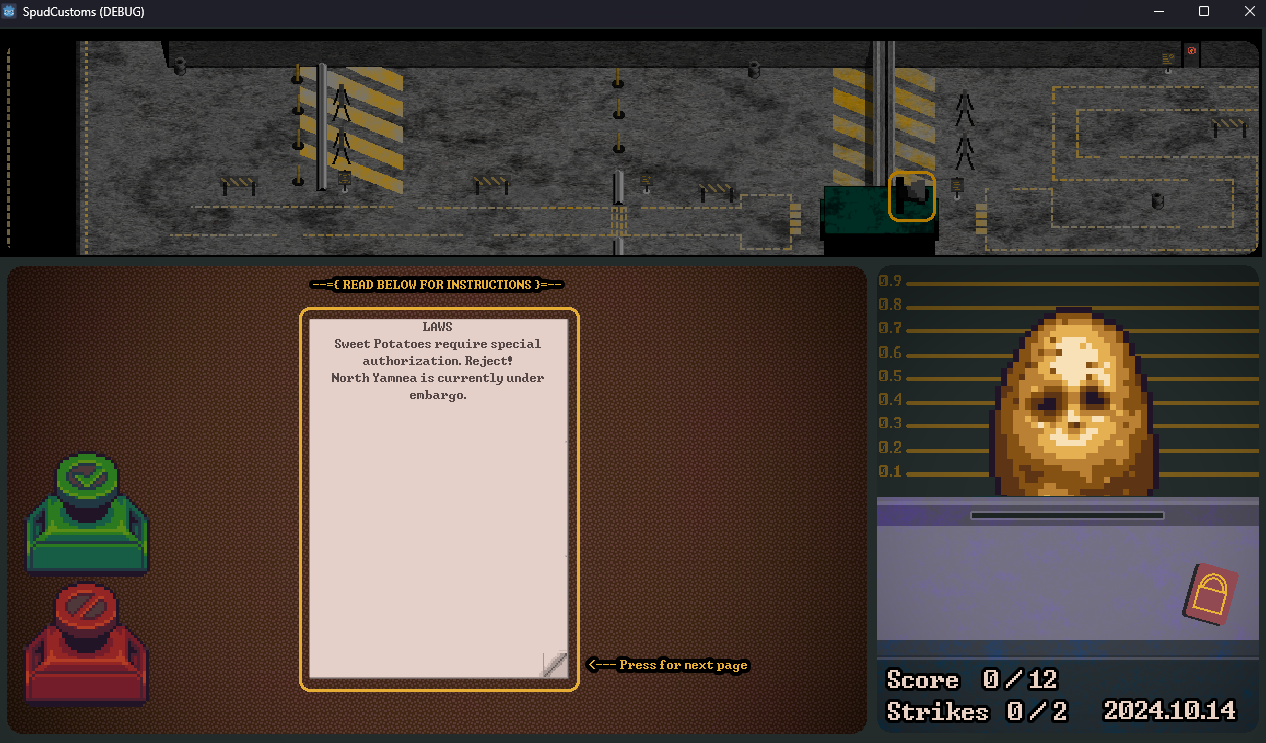 SpudCustoms (DEBUG)
--={ READ BELOW FOR INSTRUCTIONS }=--
LAWS
Sweet Potatoes require special
authorization. Reject!
North Yamnea is currently under
embargo.
<--- Press for next page
0.9
0.8
0.7
0.6
0.5
0.4
0.3
0.2
0.1
Score 0/12
Strikes 0/2
2024.10.14